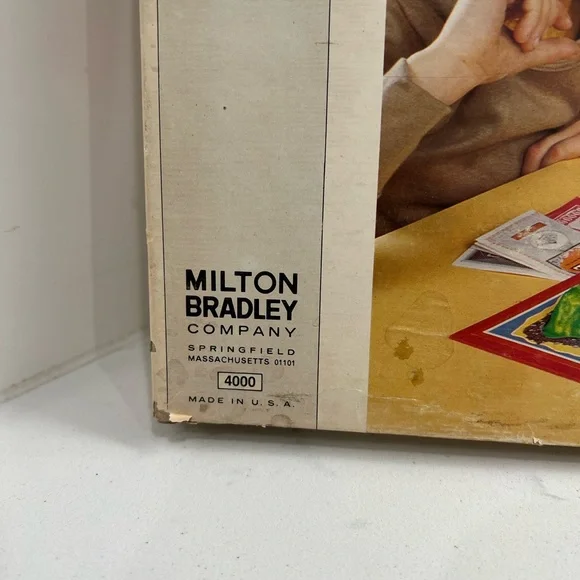 MILTON
BRADLEY
COMPANY
SPRINGFIELD
MASSACHUSETTS 01101
4000
MADE IN U.S.A.